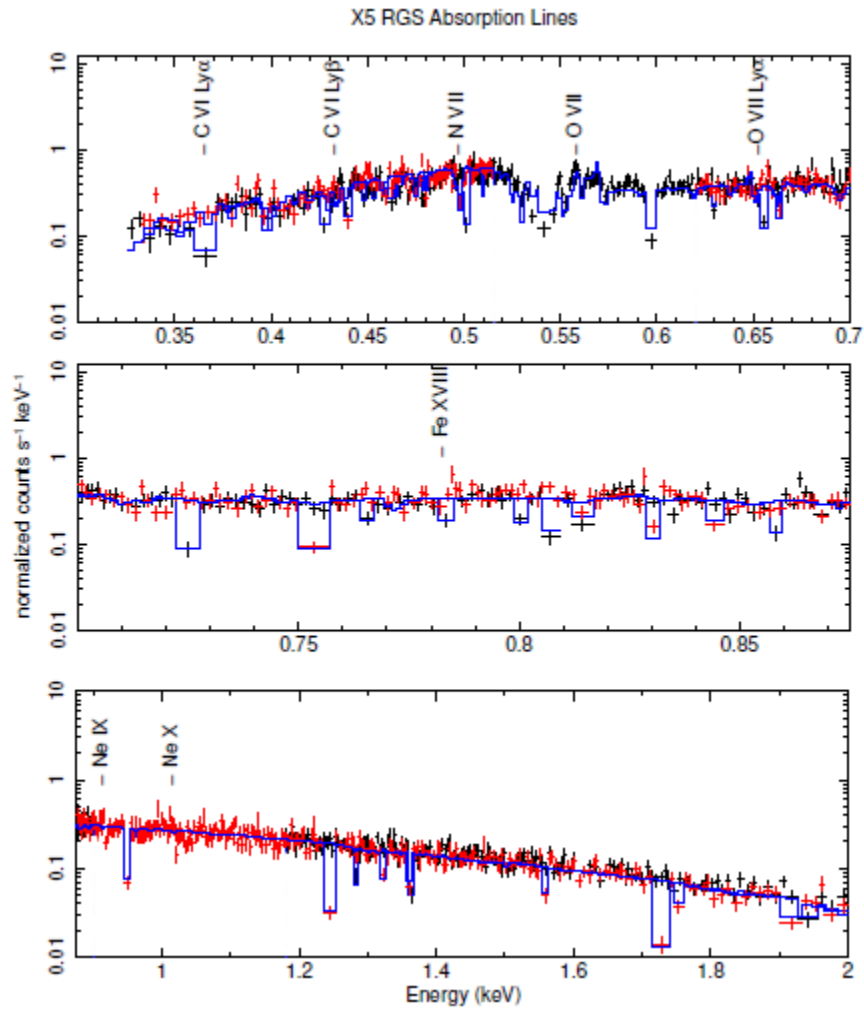 X5 RGS Absorption Lines
10
1
0.1
0.01
– C VI Lyα
– C VI Lyβ
– N VII
– O VII
– O VII Lyα
0.35
0.4
0.45
0.5
0.55
0.6
0.65
0.7
normalized counts s⁻¹ keV⁻¹
10
1
0.1
0.01
– Fe XVIII
0.75
0.8
0.85
10
1
0.1
0.01
– Ne IX
– Ne X
1
1.2
1.4
1.6
1.8
2
Energy (keV)